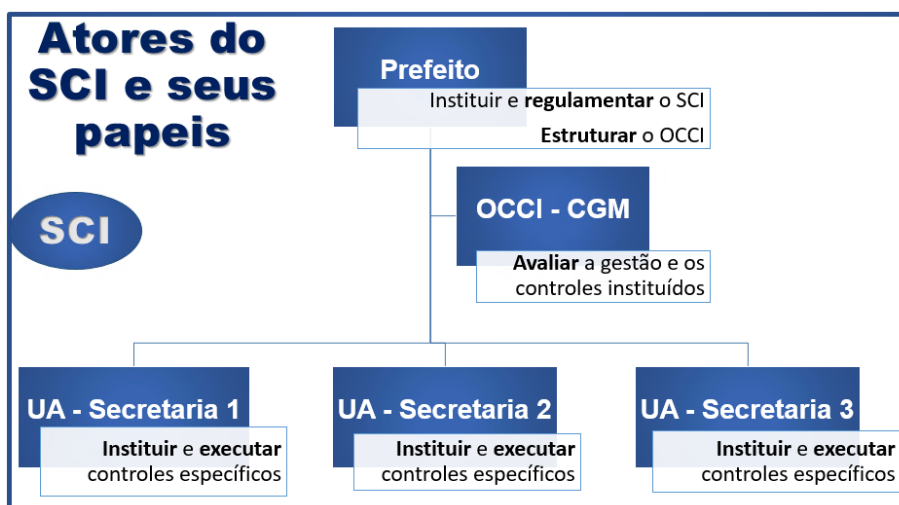 Atores do
SCI e seus
papeis
Prefeito
Instituir e regulamentar o SCI
Estruturar o OCCI
SCI
OCCI - CGM
Avaliar a gestão e os
controles instituídos
UA - Secretaria 1
Instituir e executar
controles específicos
UA - Secretaria 2
Instituir e executar
controles específicos
UA - Secretaria 3
Instituir e executar
controles específicos